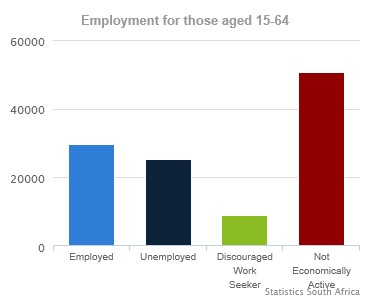 Employment for those aged 15-64
60000
40000
20000
0
Employed
Unemployed
Discouraged
Work
Seeker
Not
Economically
Active
Statistics South Africa